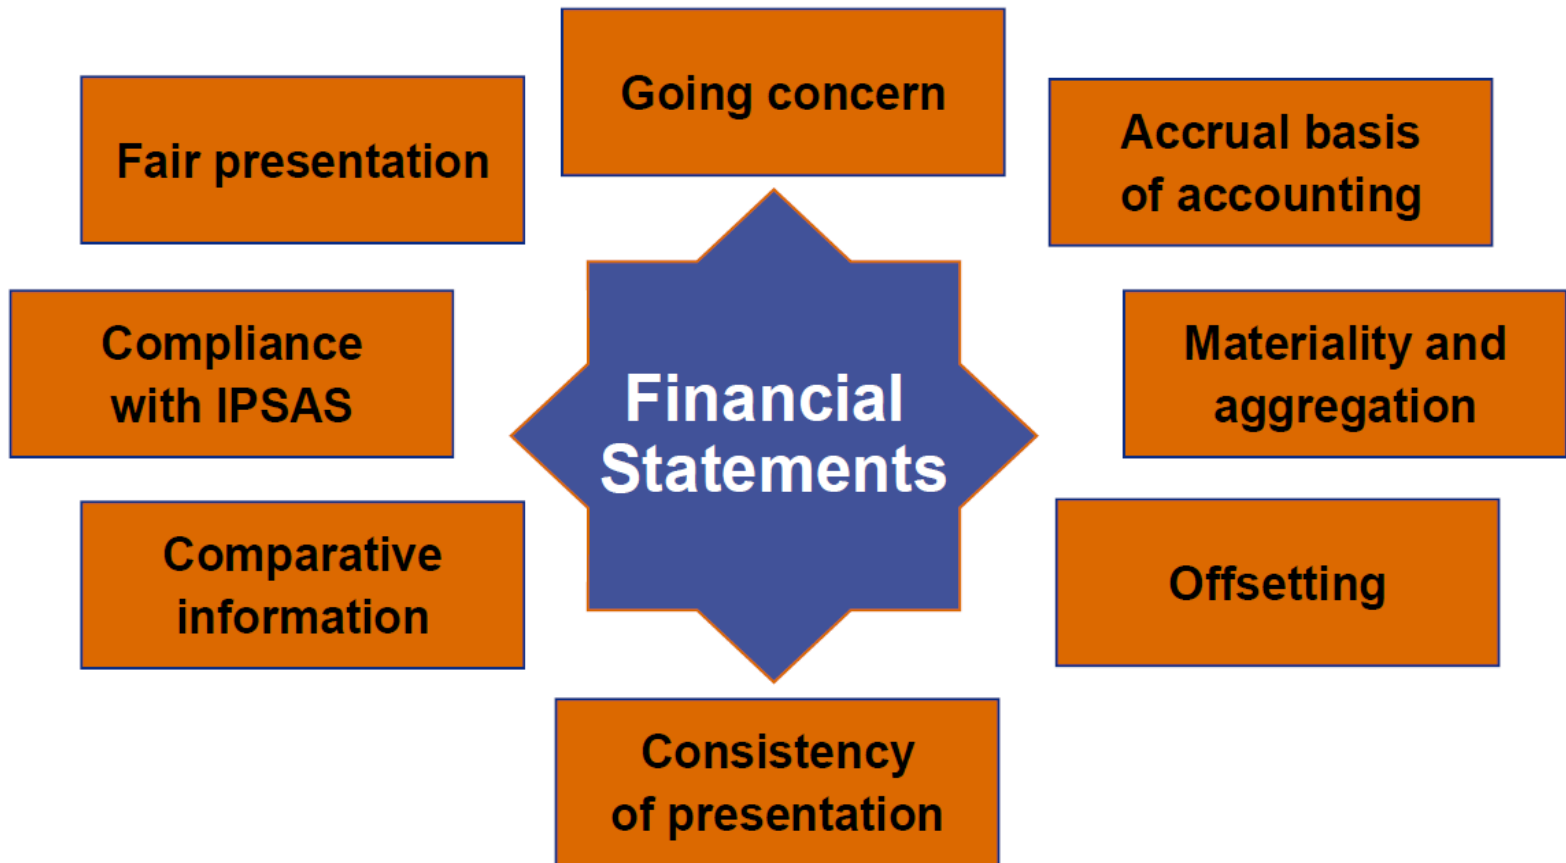 Going concern
Fair presentation
Accrual basis
of accounting
Compliance
with IPSAS
Materiality and
aggregation
Financial
Statements
Comparative
information
Offsetting
Consistency
of presentation